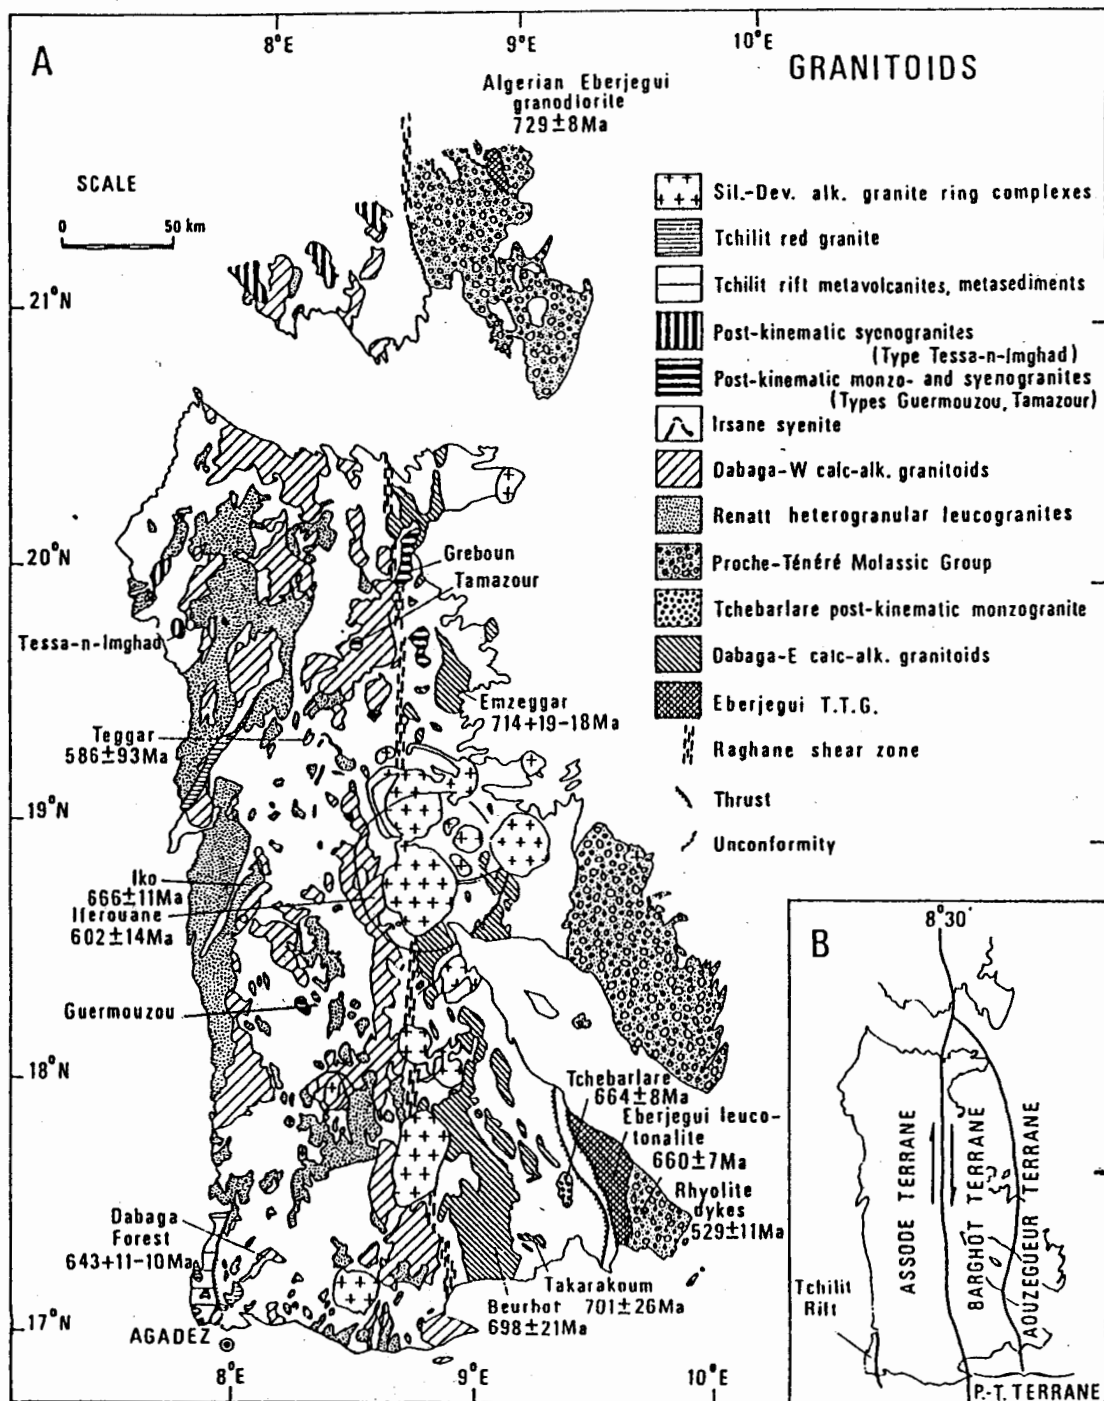 8°E
9°E
10°E
A
GRANITOIDS
Algerian Eberjegui
granodiorite
729±8Ma
SCALE
0 50 km
Sil.-Dev. alk. granite ring complexes
Tchilit red granite
Tchilit rift metavolcanites, metasediments
Post-kinematic syenogranites
(Type Tessa-n-Imghad)
Post-kinematic monzo- and syenogranites
(Types Guermouzou, Tamazour)
Irsane syenite
Dabaga-W calc-alk. granitoids
Renatt heterogranular leucogranites
Proche-Ténéré Molassic Group
Tchebarlare post-kinematic monzogranite
Dabaga-E calc-alk. granitoids
Eberjegui T.T.G.
Raghane shear zone
Thrust
Unconformity
21°N
20°N
19°N
18°N
17°N
Greboun
Tamazour
Tessa-n-Imghad
Emzeggar
714+19-18Ma
Teggar
586±93Ma
Iko
666±11Ma
Iferouane
602±14Ma
Guermouzou
Tchebarlare
664±8Ma
Eberjegui leuco-
tonalite
660±7Ma
Rhyolite
dykes
529±11Ma
Dabaga
Forest
643+11-10Ma
Takarakoum
701±26Ma
Beurhot
698±21Ma
AGADEZ
8°E
9°E
10°E
B
8°30'
ASSODE TERRANE
BARGHOT TERRANE
AOUZEGUEUR TERRANE
Tchilit
Rift
P.-T. TERRANE